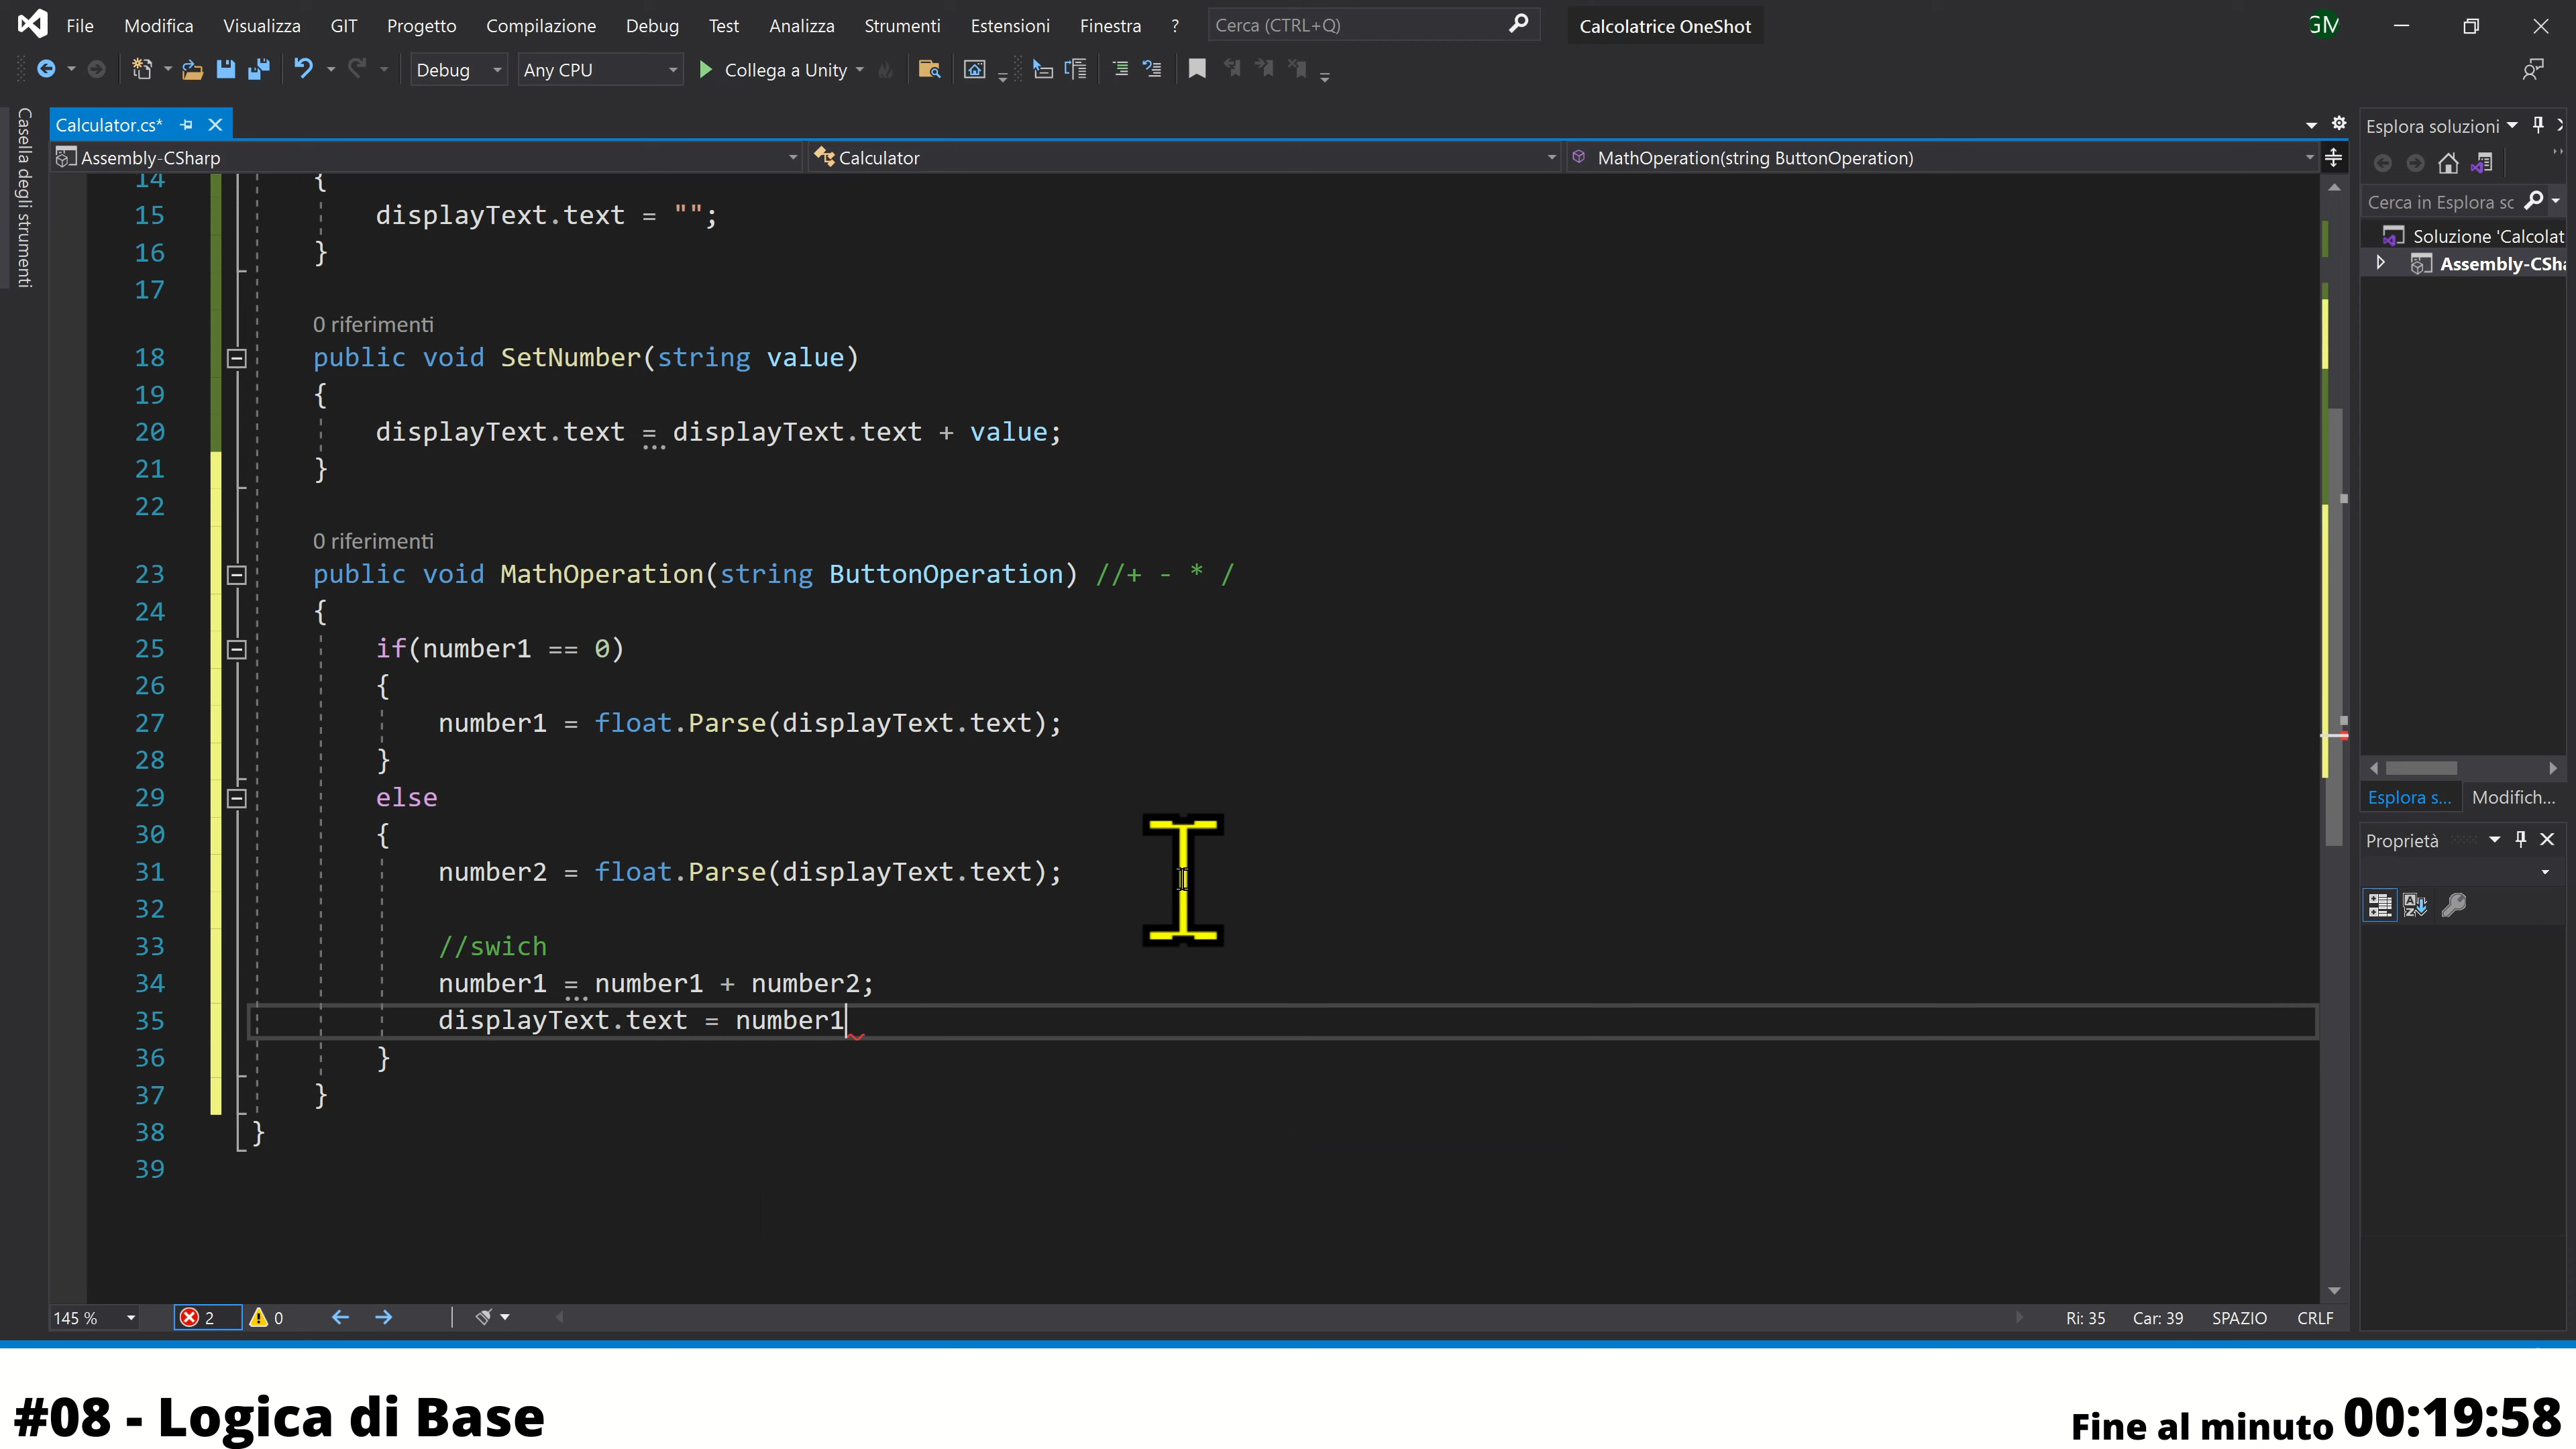 File Modifica Visualizza GIT Progetto Compilazione Debug Test Analizza Strumenti Estensioni Finestra ? Cerca (CTRL+Q) Calcolatrice OneShot GM
Debug Any CPU Collega a Unity
Casella degli strumenti
Calculator.cs*
Assembly-CSharp Calculator MathOperation(string ButtonOperation)
14 {
15 displayText.text = "";
16 }
17
0 riferimenti
18 public void SetNumber(string value)
19 {
20 displayText.text = displayText.text + value;
21 }
22
0 riferimenti
23 public void MathOperation(string ButtonOperation) //+ - * /
24 {
25 if(number1 == 0)
26 {
27 number1 = float.Parse(displayText.text);
28 }
29 else
30 {
31 number2 = float.Parse(displayText.text);
32
33 //swich
34 number1 = number1 + number2;
35 displayText.text = number1
36 }
37 }
38 }
39
Esplora soluzioni
Cerca in Esplora sc
Soluzione 'Calcolat
Assembly-CSha
Esplora s... Modifich...
Proprietà
145 % 2 0 Ri: 35 Car: 39 SPAZIO CRLF
#08 - Logica di Base
Fine al minuto 00:19:58